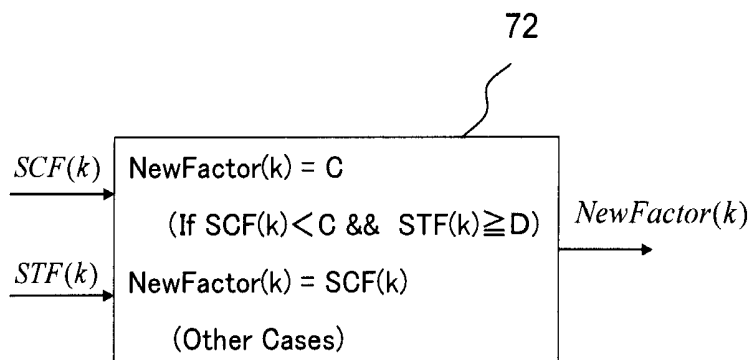 72
SCF(k)
NewFactor(k) = C
(If SCF(k)<C && STF(k)≧D)
NewFactor(k)
STF(k)
NewFactor(k) = SCF(k)
(Other Cases)